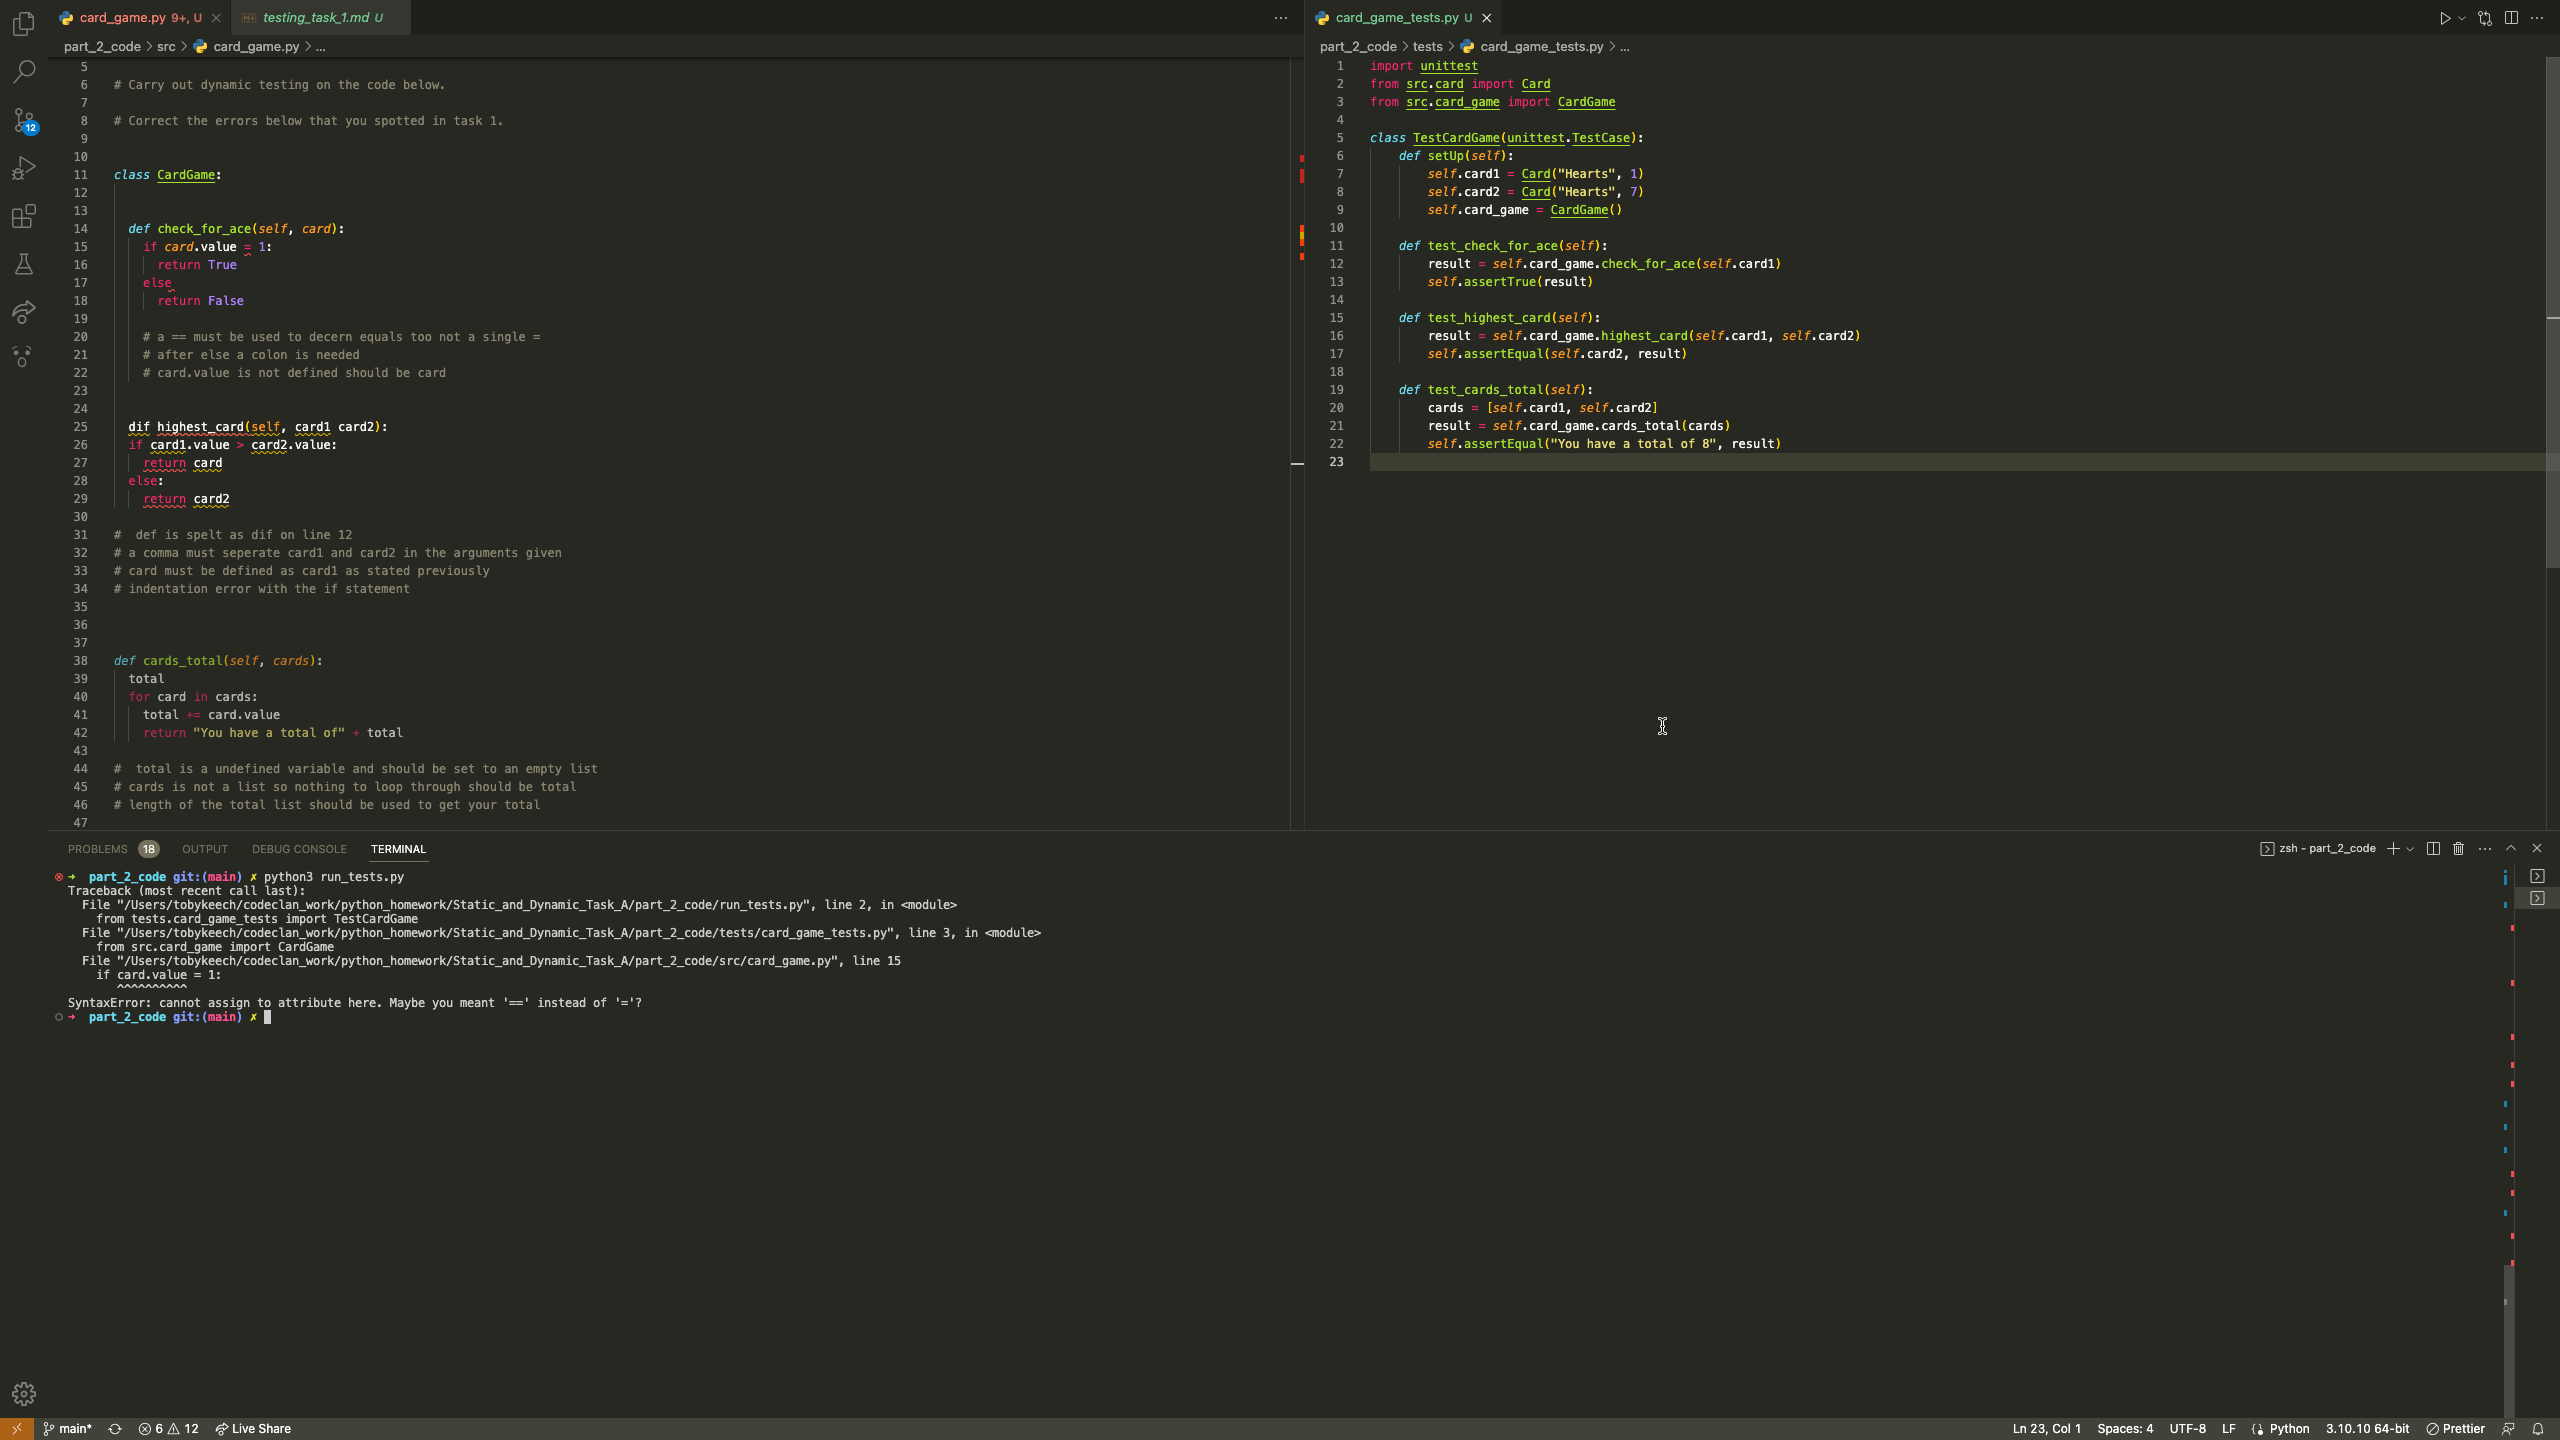 card_game.py 9+, U
testing_task_1.md U
part_2_code > src > card_game.py > ...
5
6 # Carry out dynamic testing on the code below.
7
8 # Correct the errors below that you spotted in task 1.
9
10
11 class CardGame:
12
13
14 def check_for_ace(self, card):
15 if card.value = 1:
16 return True
17 else
18 return False
19
20 # a == must be used to decern equals too not a single =
21 # after else a colon is needed
22 # card.value is not defined should be card
23
24
25 dif highest_card(self, card1 card2):
26 if card1.value > card2.value:
27 return card
28 else:
29 return card2
30
31 #  def is spelt as dif on line 12
32 # a comma must seperate card1 and card2 in the arguments given
33 # card must be defined as card1 as stated previously
34 # indentation error with the if statement
35
36
37
38 def cards_total(self, cards):
39 total
40 for card in cards:
41 total += card.value
42 return "You have a total of" + total
43
44 #  total is a undefined variable and should be set to an empty list
45 # cards is not a list so nothing to loop through should be total
46 # length of the total list should be used to get your total
47
card_game_tests.py U
part_2_code > tests > card_game_tests.py > ...
1 import unittest
2 from src.card import Card
3 from src.card_game import CardGame
4
5 class TestCardGame(unittest.TestCase):
6 def setUp(self):
7 self.card1 = Card("Hearts", 1)
8 self.card2 = Card("Hearts", 7)
9 self.card_game = CardGame()
10
11 def test_check_for_ace(self):
12 result = self.card_game.check_for_ace(self.card1)
13 self.assertTrue(result)
14
15 def test_highest_card(self):
16 result = self.card_game.highest_card(self.card1, self.card2)
17 self.assertEqual(self.card2, result)
18
19 def test_cards_total(self):
20 cards = [self.card1, self.card2]
21 result = self.card_game.cards_total(cards)
22 self.assertEqual("You have a total of 8", result)
23
12
PROBLEMS 18 OUTPUT DEBUG CONSOLE TERMINAL
zsh - part_2_code
➜ part_2_code git:(main) ✗ python3 run_tests.py
Traceback (most recent call last):
File "/Users/tobykeech/codeclan_work/python_homework/Static_and_Dynamic_Task_A/part_2_code/run_tests.py", line 2, in <module>
from tests.card_game_tests import TestCardGame
File "/Users/tobykeech/codeclan_work/python_homework/Static_and_Dynamic_Task_A/part_2_code/tests/card_game_tests.py", line 3, in <module>
from src.card_game import CardGame
File "/Users/tobykeech/codeclan_work/python_homework/Static_and_Dynamic_Task_A/part_2_code/src/card_game.py", line 15
if card.value = 1:
^^^^^^^^^^
SyntaxError: cannot assign to attribute here. Maybe you meant '==' instead of '='?
➜ part_2_code git:(main) ✗
main* 6 12 Live Share
Ln 23, Col 1 Spaces: 4 UTF-8 LF Python 3.10.10 64-bit Prettier